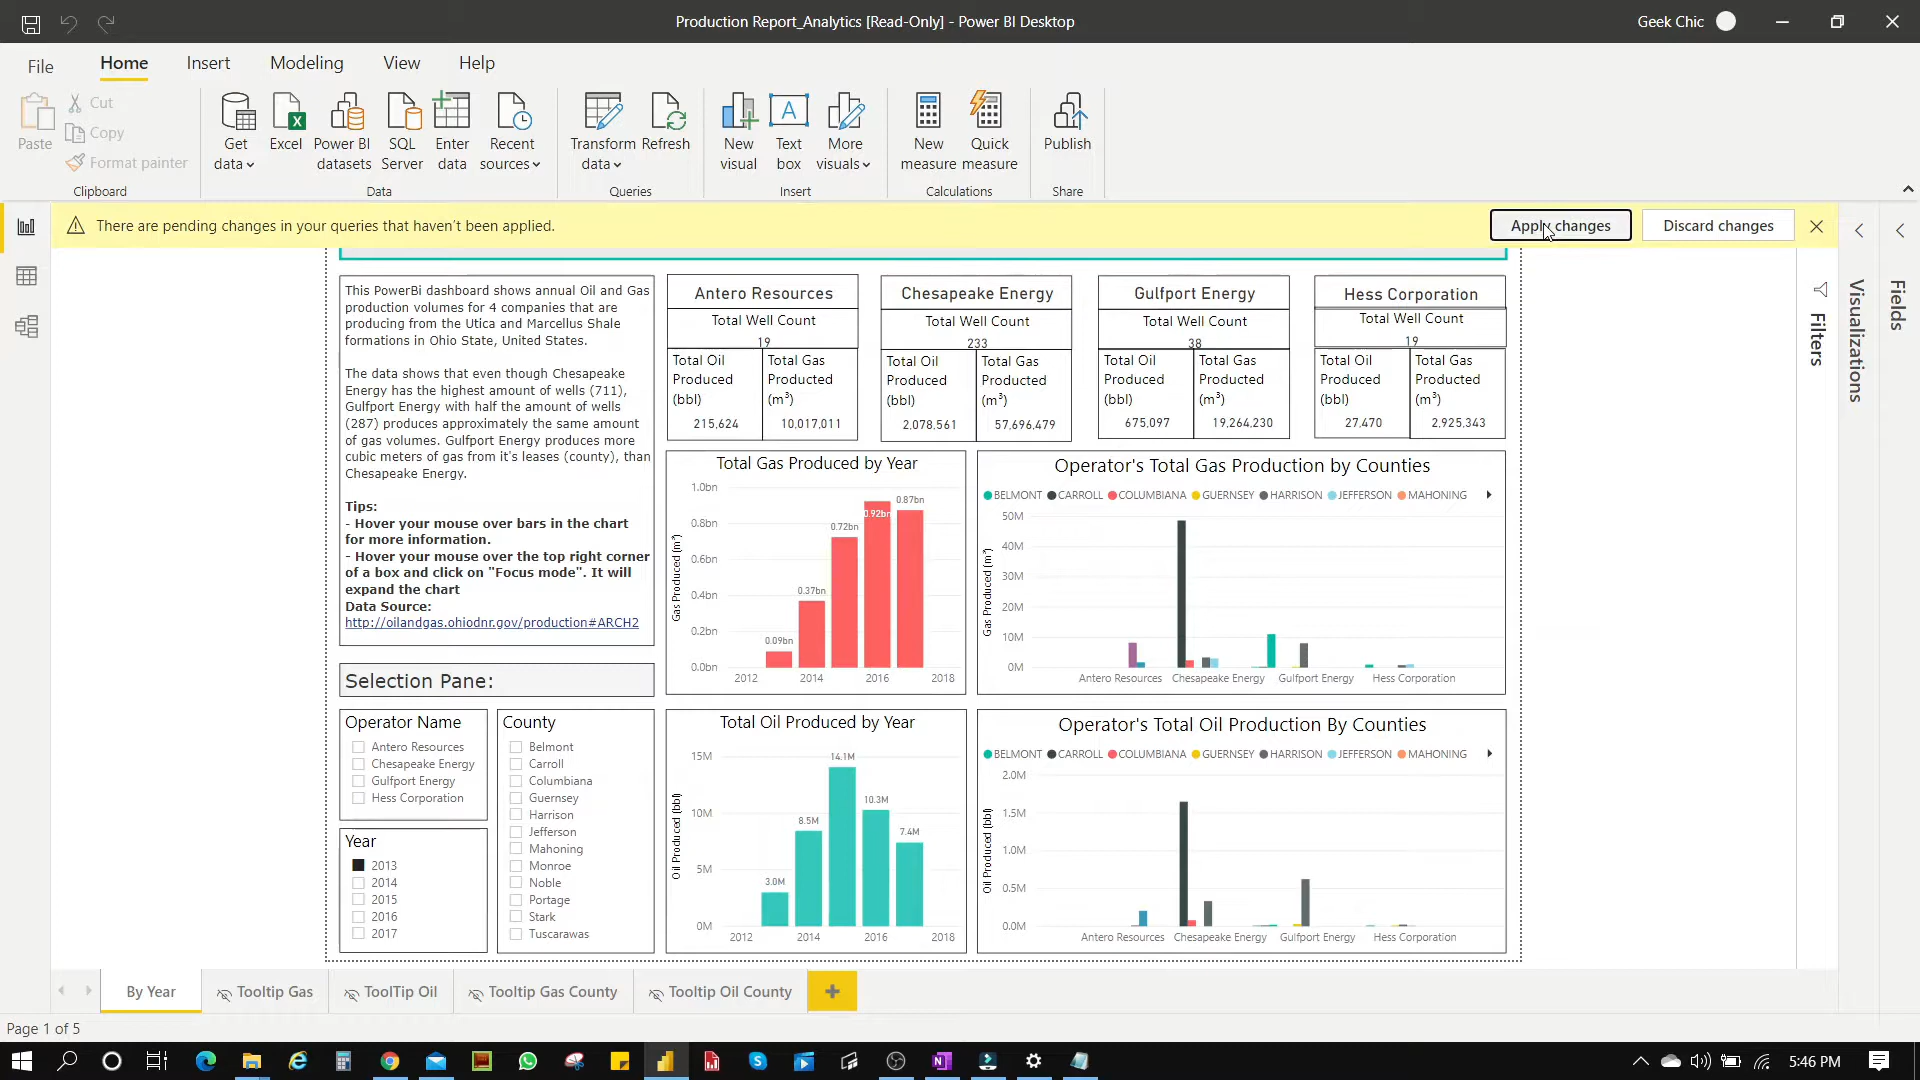 Production Report_Analytics [Read-Only] - Power BI Desktop
Geek Chic
File
Home
Insert
Modeling
View
Help
Paste
Cut
Copy
Format painter
Clipboard
Get data
Excel
Power BI datasets
SQL Server
Enter data
Recent sources
Data
Transform data
Refresh
Queries
New visual
Text box
More visuals
Insert
New measure
Quick measure
Calculations
Publish
Share
There are pending changes in your queries that haven't been applied.
Apply changes
Discard changes
Filters
Visualizations
Fields
This PowerBi dashboard shows annual Oil and Gas
production volumes for 4 companies that are
producing from the Utica and Marcellus Shale
formations in Ohio State, United States.
The data shows that even though Chesapeake
Energy has the highest amount of wells (711),
Gulfport Energy with half the amount of wells
(287) produces approximately the same amount
of gas volumes. Gulfport Energy produces more
cubic meters of gas from it's leases (county), than
Chesapeake Energy.
Tips:
- Hover your mouse over bars in the chart
for more information.
- Hover your mouse over the top right corner
of a box and click on "Focus mode". It will
expand the chart
Data Source:
http://oilandgas.ohiodnr.gov/production#ARCH2
Antero Resources
Total Well Count
19
Total Oil
Produced
(bbl)
215,624
Total Gas
Producted
(m³)
10,017,011
Chesapeake Energy
Total Well Count
233
Total Oil
Produced
(bbl)
2,078,561
Total Gas
Producted
(m³)
57,696,479
Gulfport Energy
Total Well Count
38
Total Oil
Produced
(bbl)
675,097
Total Gas
Producted
(m³)
19,264,230
Hess Corporation
Total Well Count
19
Total Oil
Produced
(bbl)
27,470
Total Gas
Producted
(m³)
2,925,343
Total Gas Produced by Year
Gas Produced (m³)
1.0bn
0.8bn
0.6bn
0.4bn
0.2bn
0.0bn
0.09bn
0.37bn
0.72bn
0.92bn
0.87bn
2012
2014
2016
2018
Operator's Total Gas Production by Counties
BELMONT CARROLL COLUMBIANA GUERNSEY HARRISON JEFFERSON MAHONING
Gas Produced (m³)
50M
40M
30M
20M
10M
0M
Antero Resources
Chesapeake Energy
Gulfport Energy
Hess Corporation
Selection Pane:
Operator Name
Antero Resources
Chesapeake Energy
Gulfport Energy
Hess Corporation
Year
2013
2014
2015
2016
2017
County
Belmont
Carroll
Columbiana
Guernsey
Harrison
Jefferson
Mahoning
Monroe
Noble
Portage
Stark
Tuscarawas
Total Oil Produced by Year
Oil Produced (bbl)
15M
10M
5M
0M
3.0M
8.5M
14.1M
10.3M
7.4M
2012
2014
2016
2018
Operator's Total Oil Production By Counties
BELMONT CARROLL COLUMBIANA GUERNSEY HARRISON JEFFERSON MAHONING
Oil Produced (bbl)
2.0M
1.5M
1.0M
0.5M
0.0M
Antero Resources
Chesapeake Energy
Gulfport Energy
Hess Corporation
By Year
Tooltip Gas
ToolTip Oil
Tooltip Gas County
Tooltip Oil County
Page 1 of 5
5:46 PM